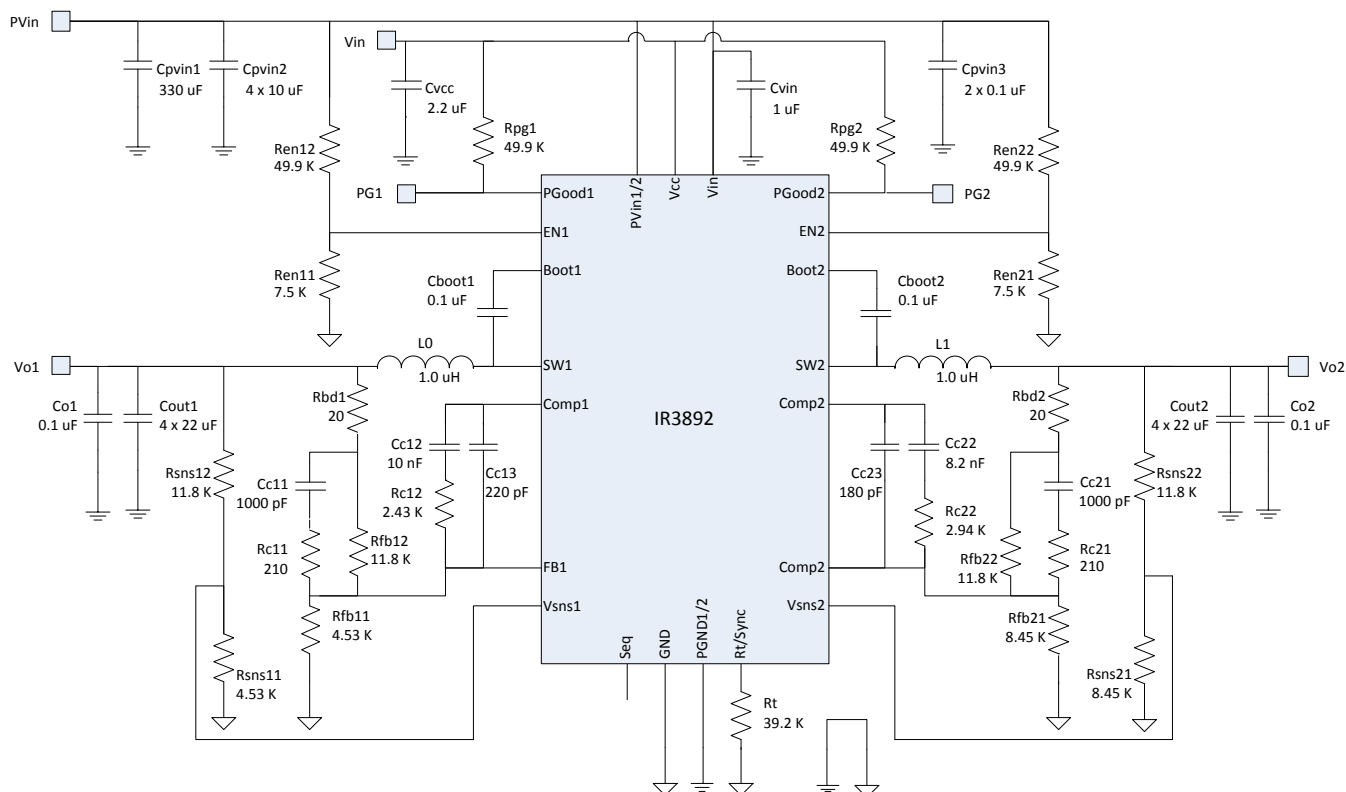 PVin
Vin
Cpvin1
330 uF
Cpvin2
4 x 10 uF
Cvcc
2.2 uF
Cvin
1 uF
Cpvin3
2 x 0.1 uF
Ren12
49.9 K
Rpg1
49.9 K
Rpg2
49.9 K
Ren22
49.9 K
PG1
PGood1
PVin1/2
Vcc
Vin
PGood2
PG2
EN1
EN2
Ren11
7.5 K
Cboot1
0.1 uF
Boot1
Boot2
Cboot2
0.1 uF
Ren21
7.5 K
Vo1
L0
1.0 uH
SW1
SW2
L1
1.0 uH
Vo2
Co1
0.1 uF
Cout1
4 x 22 uF
Rbd1
20
Comp1
IR3892
Comp2
Rbd2
20
Cout2
4 x 22 uF
Co2
0.1 uF
Rsns12
11.8 K
Cc11
1000 pF
Cc12
10 nF
Cc13
220 pF
Cc23
180 pF
Cc22
8.2 nF
Cc21
1000 pF
Rsns22
11.8 K
Rc12
2.43 K
Rc22
2.94 K
Rc11
210
Rfb12
11.8 K
Rfb22
11.8 K
Rc21
210
FB1
Comp2
Vsns1
Vsns2
Rfb11
4.53 K
Rfb21
8.45 K
Rsns11
4.53 K
Rsns21
8.45 K
Seq
GND
PGND1/2
Rt/Sync
Rt
39.2 K